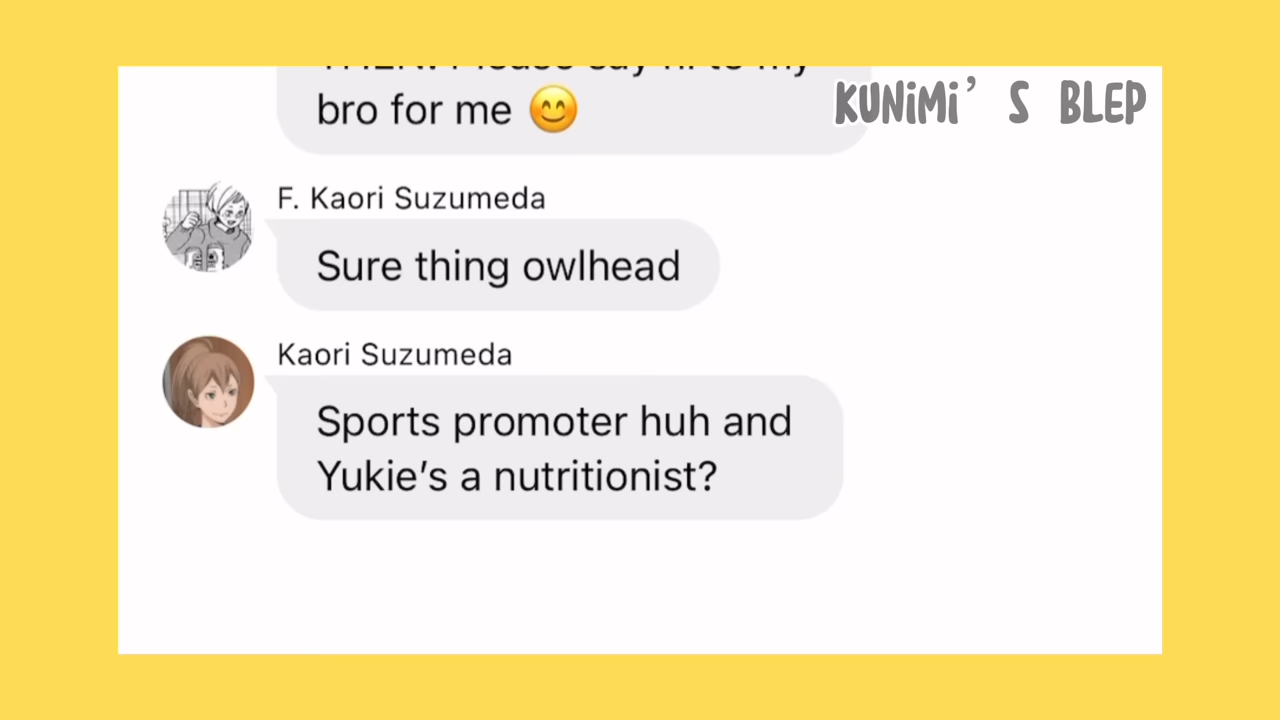 bro for me 😊
KUNiMi’ S BLEP
F. Kaori Suzumeda
Sure thing owlhead
Kaori Suzumeda
Sports promoter huh and
Yukie’s a nutritionist?